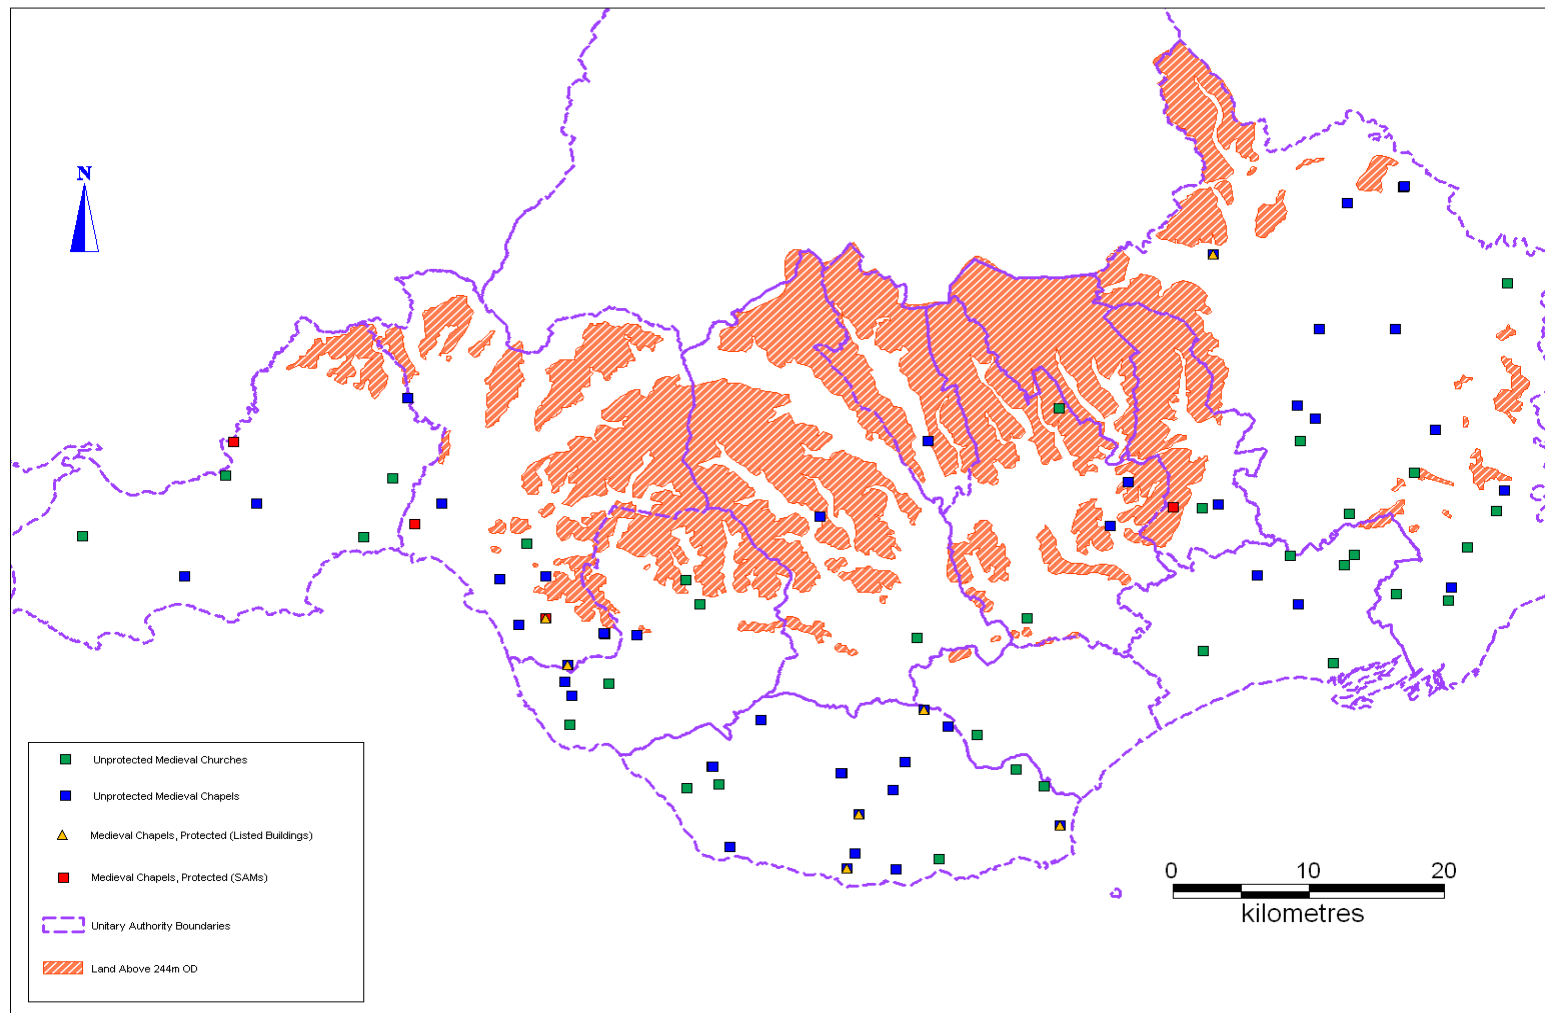 N
Unprotected Medieval Churches
Unprotected Medieval Chapels
Medieval Chapels, Protected (Listed Buildings)
Medieval Chapels, Protected (SAMs)
Unitary Authority Boundaries
Land Above 244m OD
0 10 20
kilometres